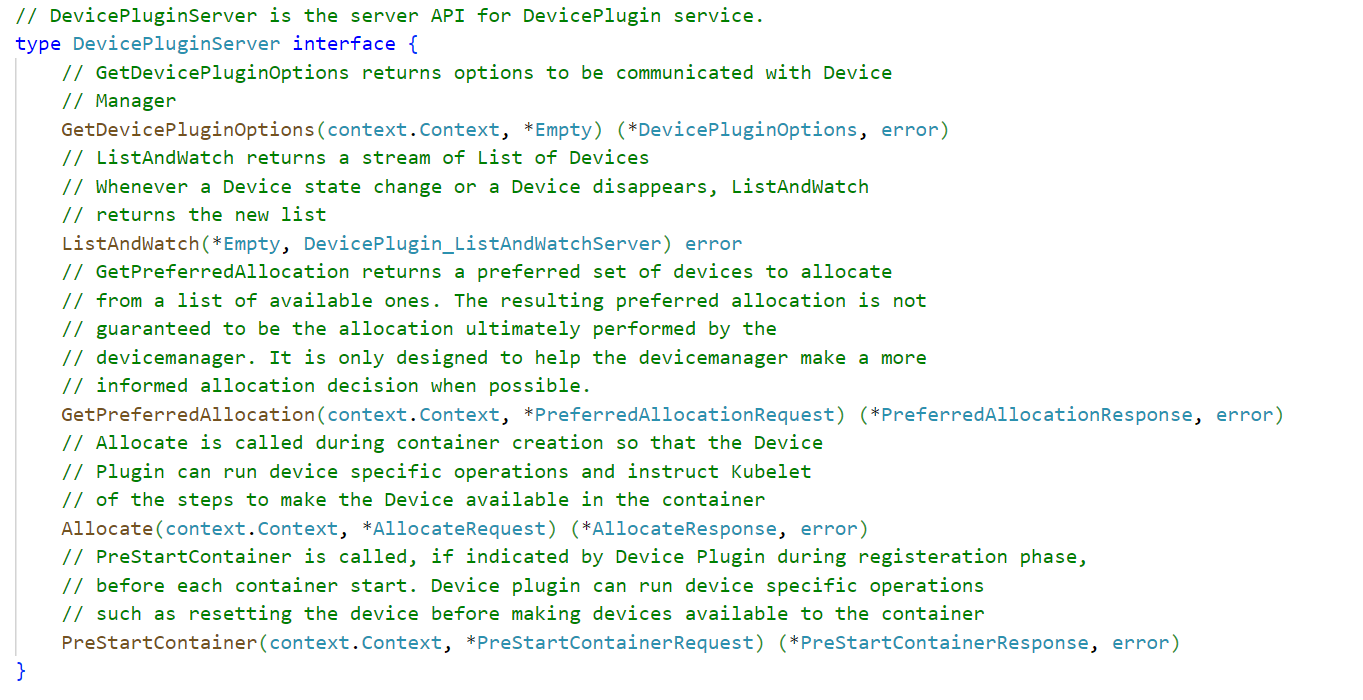 // DevicePluginServer is the server API for DevicePlugin service.
type DevicePluginServer interface {
    // GetDevicePluginOptions returns options to be communicated with Device
    // Manager
    GetDevicePluginOptions(context.Context, *Empty) (*DevicePluginOptions, error)
    // ListAndWatch returns a stream of List of Devices
    // Whenever a Device state change or a Device disappears, ListAndWatch
    // returns the new list
    ListAndWatch(*Empty, DevicePlugin_ListAndWatchServer) error
    // GetPreferredAllocation returns a preferred set of devices to allocate
    // from a list of available ones. The resulting preferred allocation is not
    // guaranteed to be the allocation ultimately performed by the
    // devicemanager. It is only designed to help the devicemanager make a more
    // informed allocation decision when possible.
    GetPreferredAllocation(context.Context, *PreferredAllocationRequest) (*PreferredAllocationResponse, error)
    // Allocate is called during container creation so that the Device
    // Plugin can run device specific operations and instruct Kubelet
    // of the steps to make the Device available in the container
    Allocate(context.Context, *AllocateRequest) (*AllocateResponse, error)
    // PreStartContainer is called, if indicated by Device Plugin during registeration phase,
    // before each container start. Device plugin can run device specific operations
    // such as resetting the device before making devices available to the container
    PreStartContainer(context.Context, *PreStartContainerRequest) (*PreStartContainerResponse, error)
}